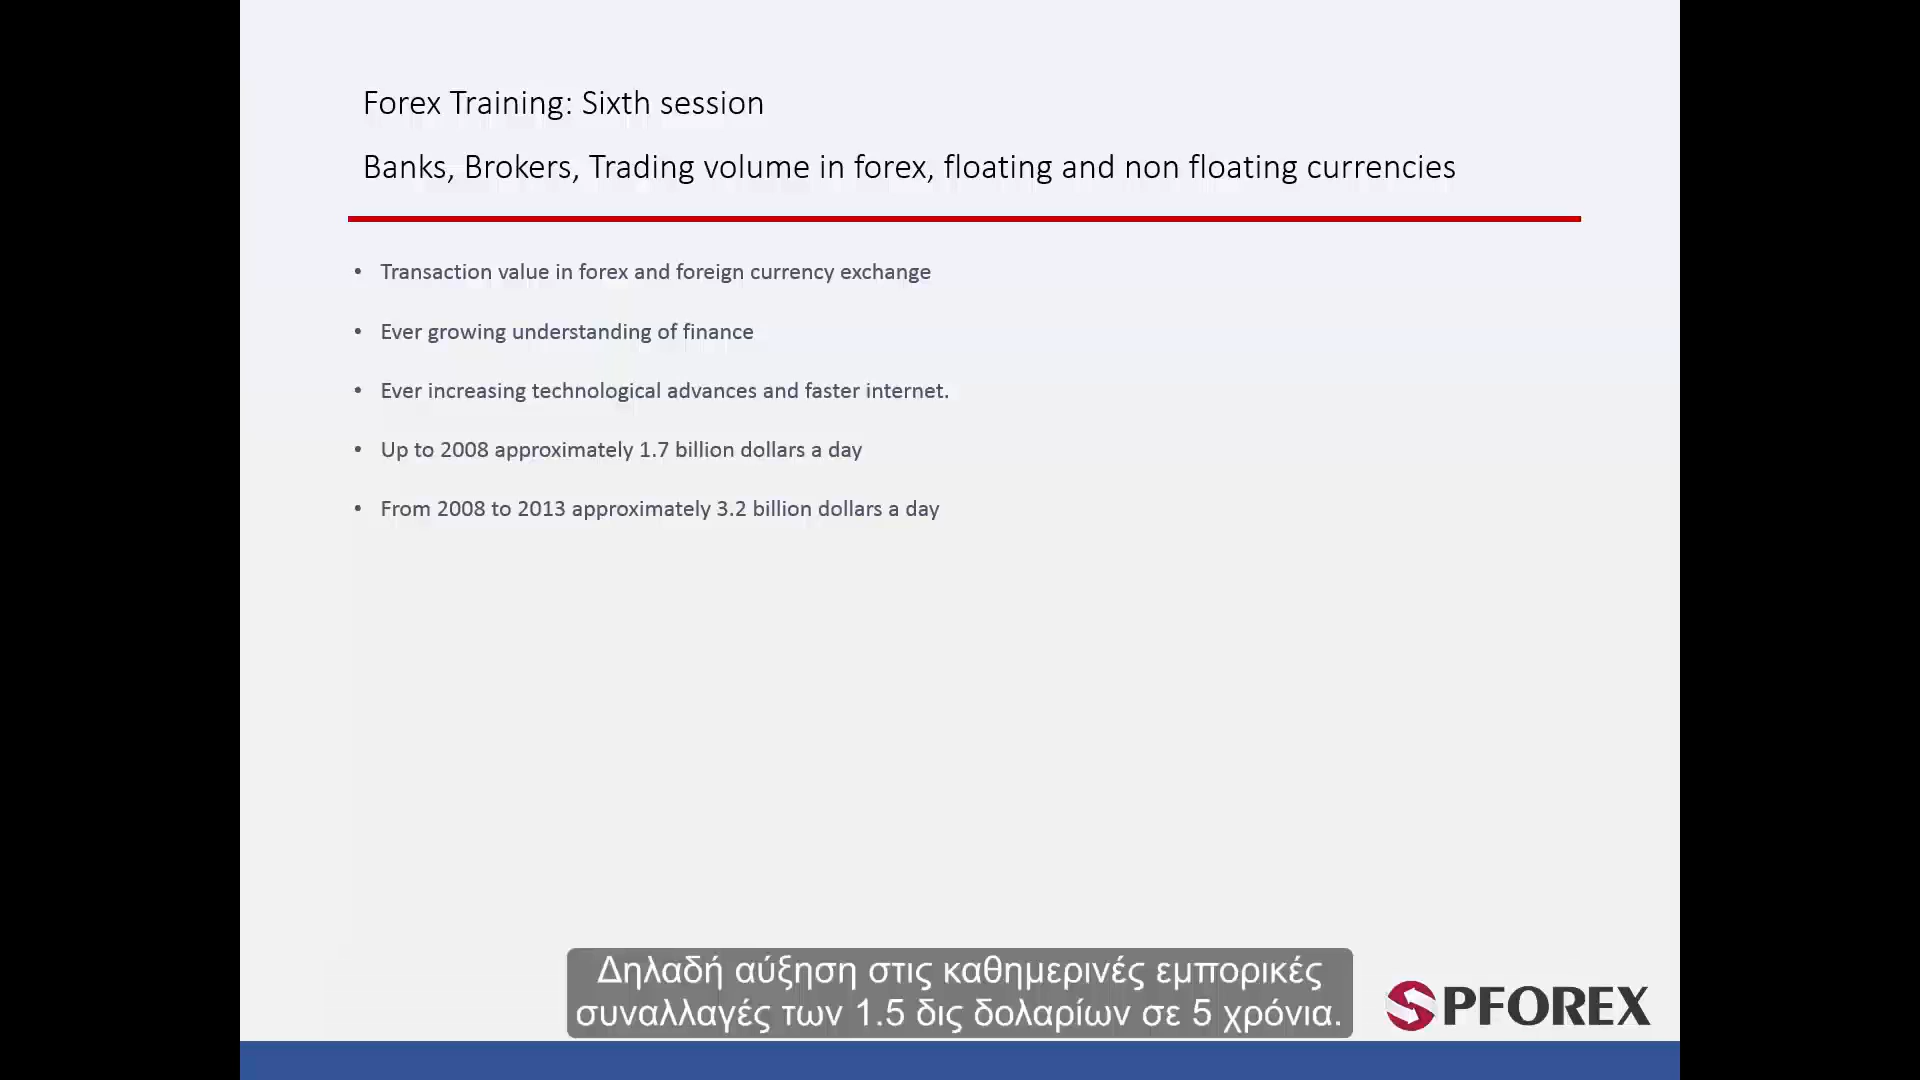 Forex Training: Sixth session
Banks, Brokers, Trading volume in forex, floating and non floating currencies
• Transaction value in forex and foreign currency exchange
• Ever growing understanding of finance
• Ever increasing technological advances and faster internet.
• Up to 2008 approximately 1.7 billion dollars a day
• From 2008 to 2013 approximately 3.2 billion dollars a day
Δηλαδή αύξηση στις καθημερινές εμπορικές
συναλλαγές των 1.5 δις δολαρίων σε 5 χρόνια.
SPFOREX